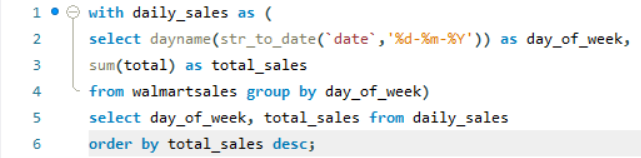 1 with daily_sales as (
2 select dayname(str_to_date(`date`,'%d-%m-%Y')) as day_of_week,
3 sum(total) as total_sales
4 from walmartsales group by day_of_week)
5 select day_of_week, total_sales from daily_sales
6 order by total_sales desc;